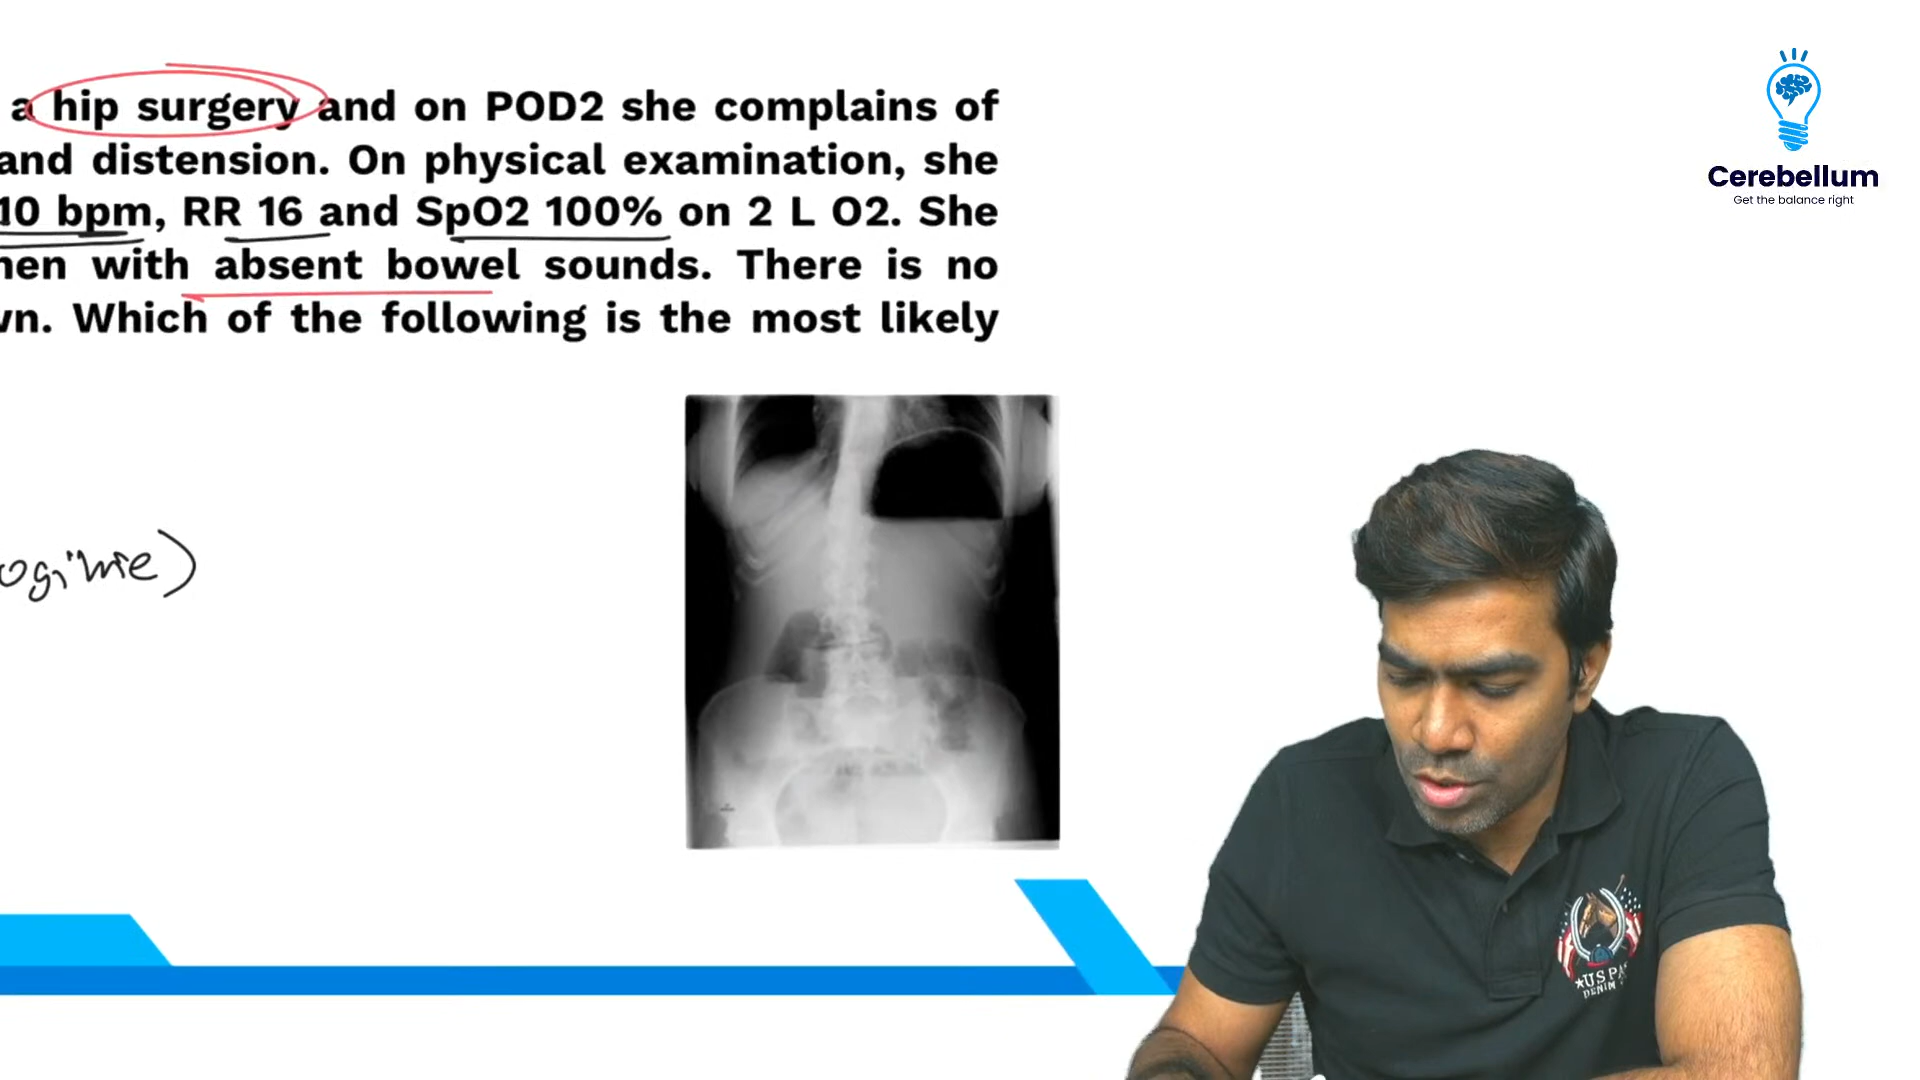 a hip surgery and on POD2 she complains of
and distension. On physical examination, she
10 bpm, RR 16 and SpO2 100% on 2 L O2. She
with absent bowel sounds. There is no
Which of the following is the most likely
Cerebellum
Get the balance right